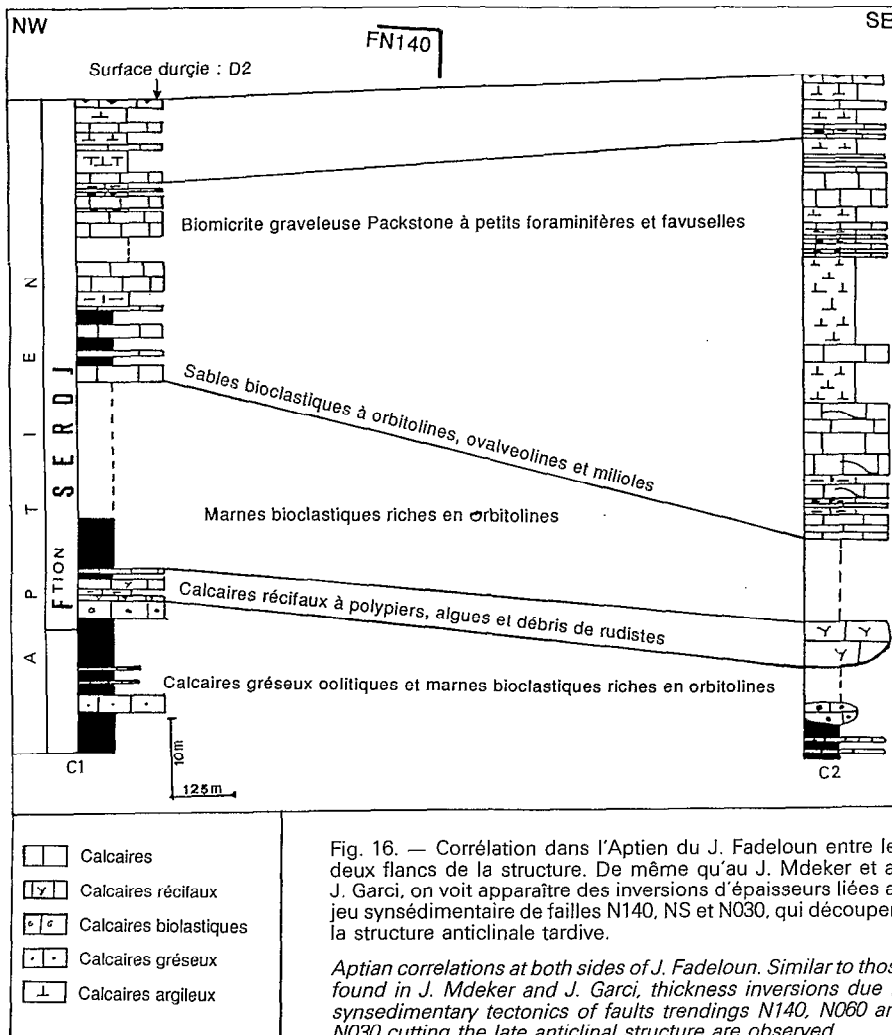 NW
SE
FN140
Surface durçie : D2
Biomicrite graveleuse Packstone à petits foraminifères et favuselles
Sables bioclastiques à orbitolines, ovalveolines et milioles
Marnes bioclastiques riches en orbitolines
Calcaires récifaux à polypiers, algues et débris de rudistes
Calcaires gréseux oolitiques et marnes bioclastiques riches en orbitolines
APTIEN
FTION SERDJ
C1
10m
125m
C2
Calcaires
Calcaires récifaux
Calcaires biolastiques
Calcaires gréseux
Calcaires argileux
Fig. 16. — Corrélation dans l'Aptien du J. Fadeloun entre le
deux flancs de la structure. De même qu'au J. Mdeker et a
J. Garci, on voit apparaître des inversions d'épaisseurs liées a
jeu synsédimentaire de failles N140, NS et N030, qui découper
la structure anticlinale tardive.
Aptian correlations at both sides of J. Fadeloun. Similar to thos
found in J. Mdeker and J. Garci, thickness inversions due
synsedimentary tectonics of faults trendings N140, N060 an
N030 cutting the late anticlinal structure are observed.